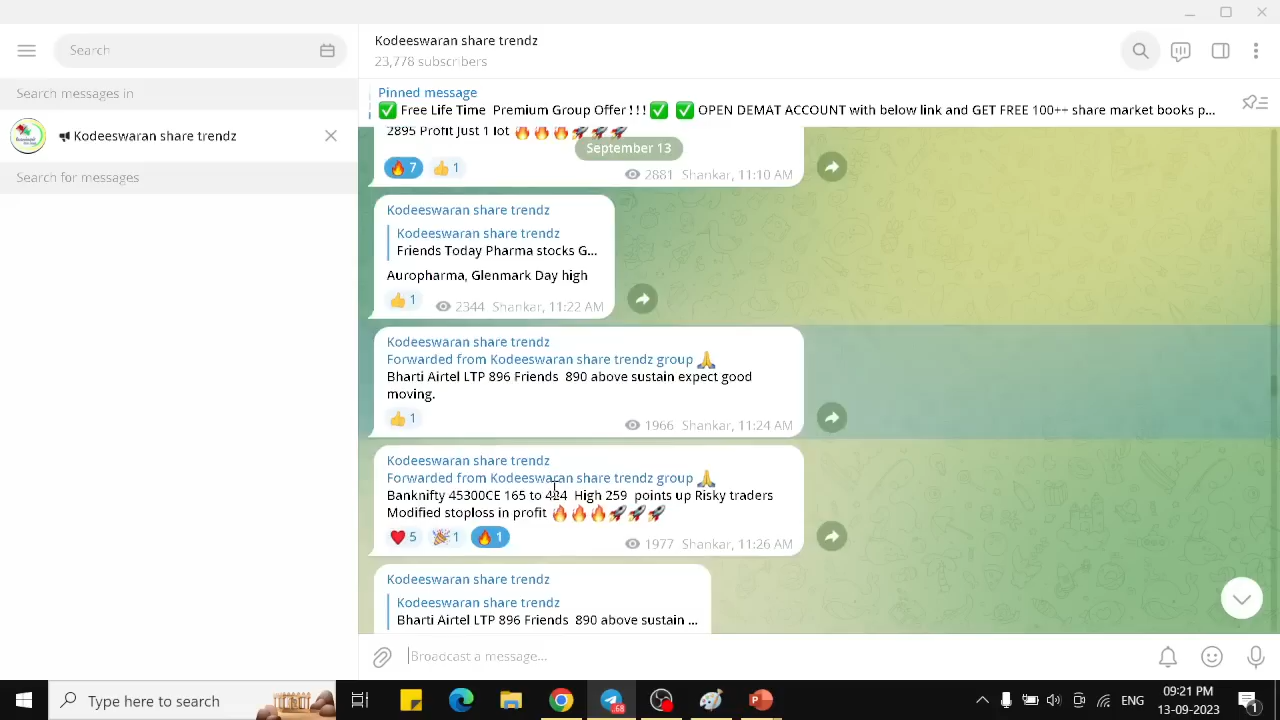 Search
Search messages in
Kodeeswaran share trendz
Search for messages
Kodeeswaran share trendz
23,778 subscribers
Pinned message
✅ Free Life Time Premium Group Offer !!! ✅ ✅ OPEN DEMAT ACCOUNT with below link and GET FREE 100++ share market books p...
2895 Profit Just 1 lot 🔥🔥🔥🚀🚀🚀
September 13
🔥 7 👍 1 2881 Shankar, 11:10 AM
Kodeeswaran share trendz
Kodeeswaran share trendz
Friends Today Pharma stocks G...
Auropharma, Glenmark Day high
👍 1 2344 Shankar, 11:22 AM
Kodeeswaran share trendz
Forwarded from Kodeeswaran share trendz group 🙏
Bharti Airtel LTP 896 Friends 890 above sustain expect good
moving.
👍 1 1966 Shankar, 11:24 AM
Kodeeswaran share trendz
Forwarded from Kodeeswaran share trendz group 🙏
Banknifty 45300CE 165 to 424 High 259 points up Risky traders
Modified stoploss in profit 🔥🔥🔥🚀🚀🚀
❤️ 5 🎉 1 🔥 1 1977 Shankar, 11:26 AM
Kodeeswaran share trendz
Kodeeswaran share trendz
Bharti Airtel LTP 896 Friends 890 above sustain ...
Broadcast a message...
Type here to search
ENG
09:21 PM
13-09-2023